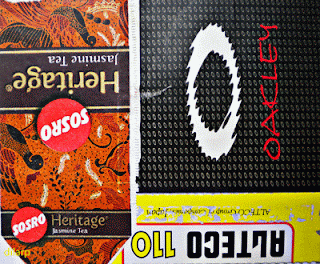 Jasmine Tea
Heritage®
SOSRO
SOSRO
Heritage®
Jasmine Tea
OAKLEY
ALTECO 110